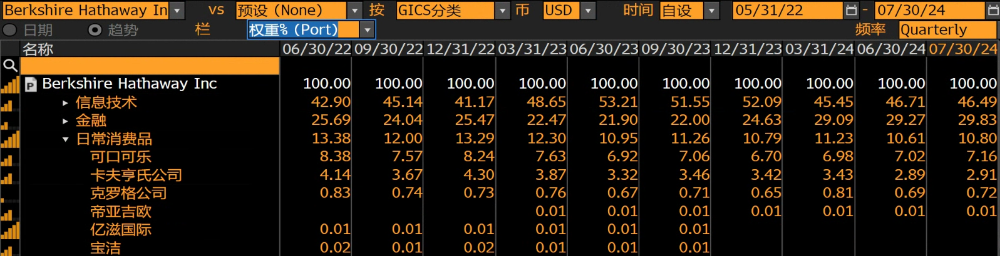 Berkshire Hathaway In vs 预设 (None) 按 GICS分类 币 USD 时间 自设 05/31/22 - 07/30/24
日期 趋势 栏 权重% (Port) 频率 Quarterly
名称 06/30/22 09/30/22 12/31/22 03/31/23 06/30/23 09/30/23 12/31/23 03/31/24 06/30/24 07/30/24
P Berkshire Hathaway Inc 100.00 100.00 100.00 100.00 100.00 100.00 100.00 100.00 100.00 100.00
信息技术 42.90 45.14 41.17 48.65 53.21 51.55 52.09 45.45 46.71 46.49
金融 25.69 24.04 25.47 22.47 21.90 22.00 24.63 29.09 29.27 29.83
日常消费品 13.38 12.00 13.29 12.30 10.95 11.26 10.79 11.23 10.61 10.80
可口可乐 8.38 7.57 8.24 7.63 6.92 7.06 6.70 6.98 7.02 7.16
卡夫亨氏公司 4.14 3.67 4.30 3.87 3.32 3.46 3.42 3.43 2.89 2.91
克罗格公司 0.83 0.74 0.73 0.76 0.67 0.71 0.65 0.81 0.69 0.72
帝亚吉欧 0.01 0.01 0.01 0.01 0.01 0.01 0.01
亿滋国际 0.01 0.01 0.01 0.01 0.01 0.01
宝洁 0.02 0.01 0.02 0.01 0.01 0.01